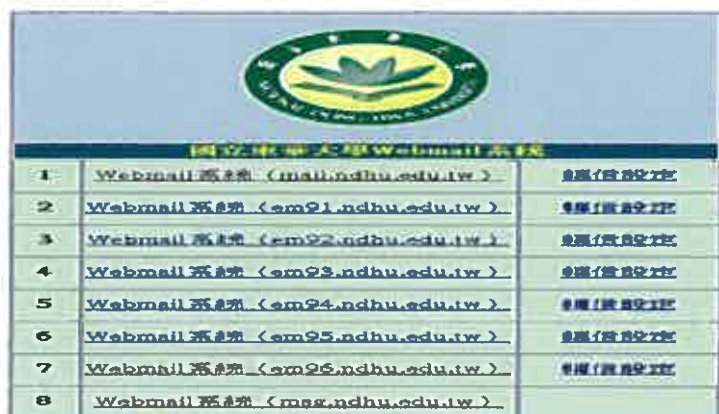 國立東華大學Webmail系統
1 Webmail系統 (mail.ndhu.edu.tw) 轉信設定
2 Webmail系統 (em91.ndhu.edu.tw) 轉信設定
3 Webmail系統 (em92.ndhu.edu.tw) 轉信設定
4 Webmail系統 (em93.ndhu.edu.tw) 轉信設定
5 Webmail系統 (em94.ndhu.edu.tw) 轉信設定
6 Webmail系統 (em95.ndhu.edu.tw) 轉信設定
7 Webmail系統 (em96.ndhu.edu.tw) 轉信設定
8 Webmail系統 (msg.ndhu.edu.tw)